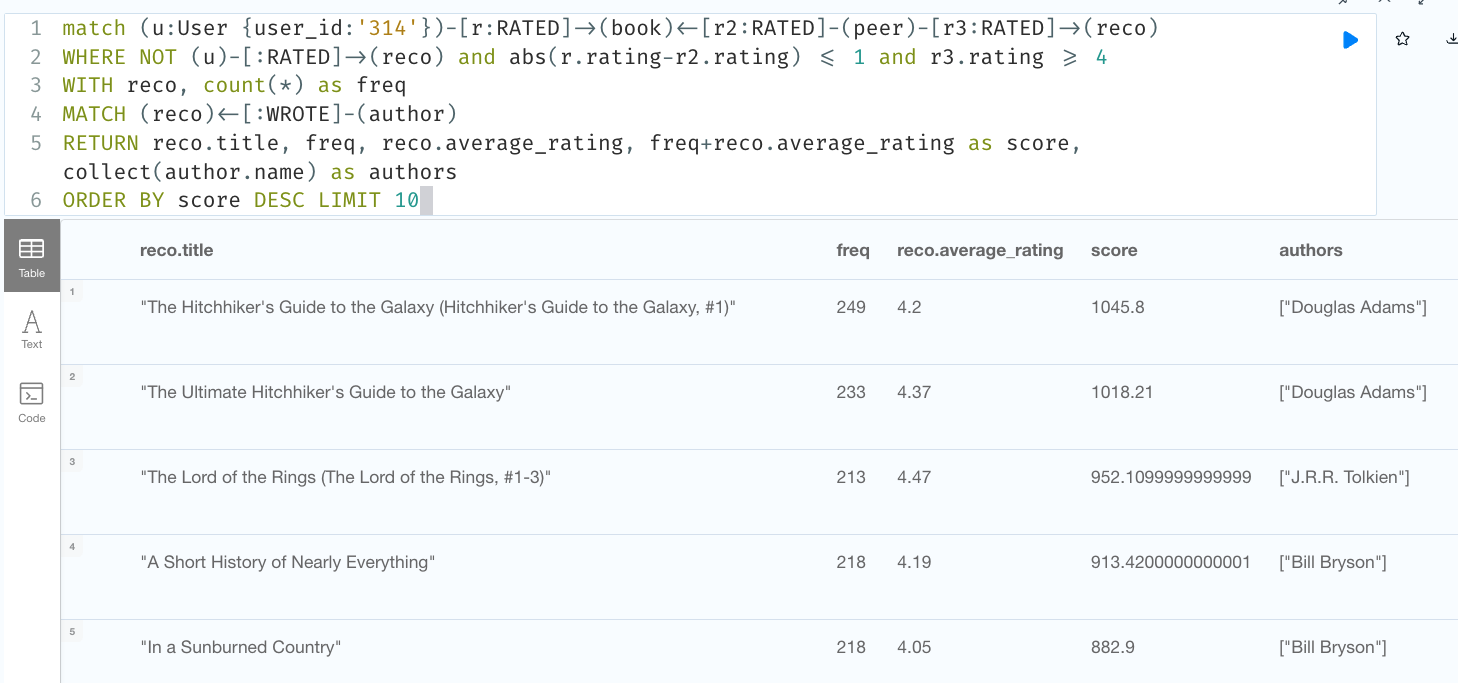 1 match (u:User {user_id:'314'})-[r:RATED]->(book)<-[r2:RATED]-(peer)-[r3:RATED]->(reco)
2 WHERE NOT (u)-[:RATED]->(reco) and abs(r.rating-r2.rating) <= 1 and r3.rating >= 4
3 WITH reco, count(*) as freq
4 MATCH (reco)<-[:WROTE]-(author)
5 RETURN reco.title, freq, reco.average_rating, freq+reco.average_rating as score,
collect(author.name) as authors
6 ORDER BY score DESC LIMIT 10
Table
Text
Code
reco.title freq reco.average_rating score authors
1 "The Hitchhiker's Guide to the Galaxy (Hitchhiker's Guide to the Galaxy, #1)" 249 4.2 1045.8 ["Douglas Adams"]
2 "The Ultimate Hitchhiker's Guide to the Galaxy" 233 4.37 1018.21 ["Douglas Adams"]
3 "The Lord of the Rings (The Lord of the Rings, #1-3)" 213 4.47 952.1099999999999 ["J.R.R. Tolkien"]
4 "A Short History of Nearly Everything" 218 4.19 913.4200000000001 ["Bill Bryson"]
5 "In a Sunburned Country" 218 4.05 882.9 ["Bill Bryson"]